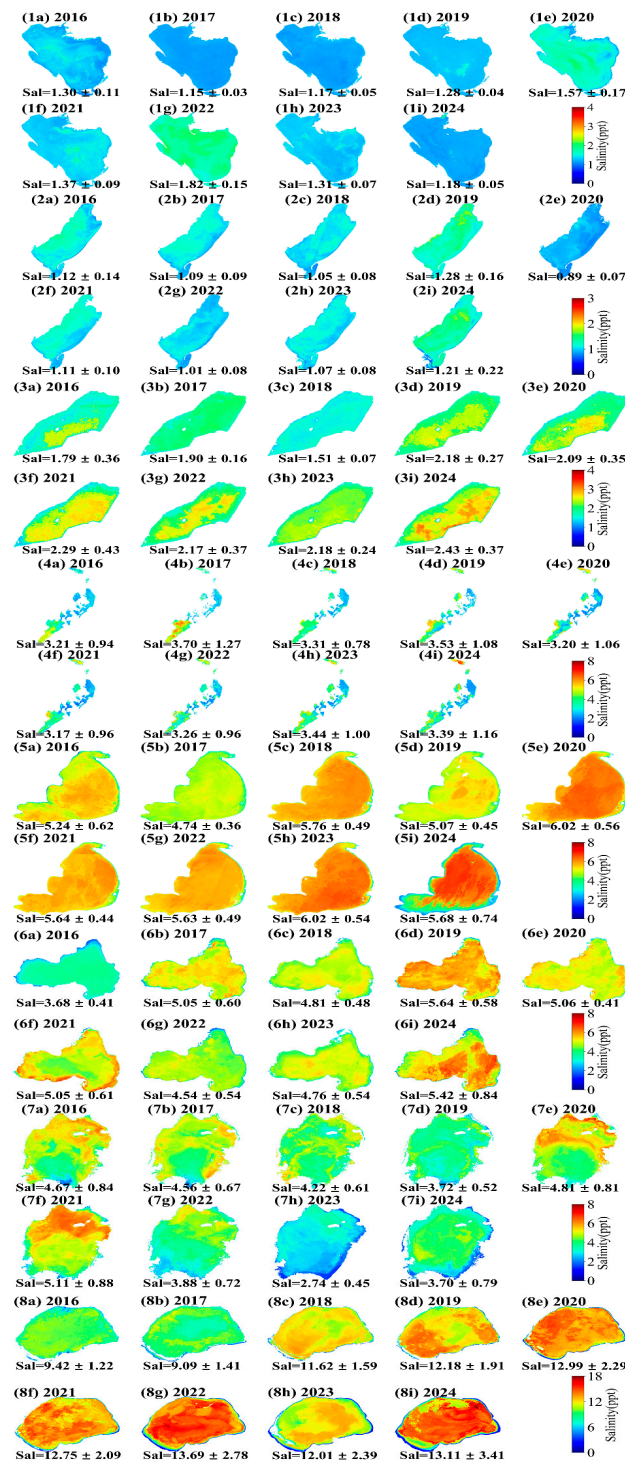 (1a) 2016 (1b) 2017 (1c) 2018 (1d) 2019 (1e) 2020
Sal=1.30 ± 0.11 Sal=1.15 ± 0.03 Sal=1.17 ± 0.05 Sal=1.28 ± 0.04 Sal=1.57 ± 0.17
(1f) 2021 (1g) 2022 (1h) 2023 (1i) 2024
4
3
2
1
0
Salinity(ppt)
Sal=1.37 ± 0.09 Sal=1.82 ± 0.15 Sal=1.31 ± 0.07 Sal=1.18 ± 0.05
(2a) 2016 (2b) 2017 (2c) 2018 (2d) 2019 (2e) 2020
Sal=1.12 ± 0.14 Sal=1.09 ± 0.09 Sal=1.05 ± 0.08 Sal=1.28 ± 0.16 Sal=0.89 ± 0.07
(2f) 2021 (2g) 2022 (2h) 2023 (2i) 2024
3
2
1
0
Salinity(ppt)
Sal=1.11 ± 0.10 Sal=1.01 ± 0.08 Sal=1.07 ± 0.08 Sal=1.21 ± 0.22
(3a) 2016 (3b) 2017 (3c) 2018 (3d) 2019 (3e) 2020
Sal=1.79 ± 0.36 Sal=1.90 ± 0.16 Sal=1.51 ± 0.07 Sal=2.18 ± 0.27 Sal=2.09 ± 0.35
(3f) 2021 (3g) 2022 (3h) 2023 (3i) 2024
4
3
2
1
0
Salinity(ppt)
Sal=2.29 ± 0.43 Sal=2.17 ± 0.37 Sal=2.18 ± 0.24 Sal=2.43 ± 0.37
(4a) 2016 (4b) 2017 (4c) 2018 (4d) 2019 (4e) 2020
Sal=3.21 ± 0.94 Sal=3.70 ± 1.27 Sal=3.31 ± 0.78 Sal=3.53 ± 1.08 Sal=3.20 ± 1.06
(4f) 2021 (4g) 2022 (4h) 2023 (4i) 2024
8
6
4
2
0
Salinity(ppt)
Sal=3.17 ± 0.96 Sal=3.26 ± 0.96 Sal=3.44 ± 1.00 Sal=3.39 ± 1.16
(5a) 2016 (5b) 2017 (5c) 2018 (5d) 2019 (5e) 2020
Sal=5.24 ± 0.62 Sal=4.74 ± 0.36 Sal=5.76 ± 0.49 Sal=5.07 ± 0.45 Sal=6.02 ± 0.56
(5f) 2021 (5g) 2022 (5h) 2023 (5i) 2024
8
6
4
2
0
Salinity(ppt)
Sal=5.64 ± 0.44 Sal=5.63 ± 0.49 Sal=6.02 ± 0.54 Sal=5.68 ± 0.74
(6a) 2016 (6b) 2017 (6c) 2018 (6d) 2019 (6e) 2020
Sal=3.68 ± 0.41 Sal=5.05 ± 0.60 Sal=4.81 ± 0.48 Sal=5.64 ± 0.58 Sal=5.06 ± 0.41
(6f) 2021 (6g) 2022 (6h) 2023 (6i) 2024
8
6
4
2
0
Salinity(ppt)
Sal=5.05 ± 0.61 Sal=4.54 ± 0.54 Sal=4.76 ± 0.54 Sal=5.42 ± 0.84
(7a) 2016 (7b) 2017 (7c) 2018 (7d) 2019 (7e) 2020
Sal=4.67 ± 0.84 Sal=4.56 ± 0.67 Sal=4.22 ± 0.61 Sal=3.72 ± 0.52 Sal=4.81 ± 0.81
(7f) 2021 (7g) 2022 (7h) 2023 (7i) 2024
8
6
4
2
0
Salinity(ppt)
Sal=5.11 ± 0.88 Sal=3.88 ± 0.72 Sal=2.74 ± 0.45 Sal=3.70 ± 0.79
(8a) 2016 (8b) 2017 (8c) 2018 (8d) 2019 (8e) 2020
Sal=9.42 ± 1.22 Sal=9.09 ± 1.41 Sal=11.62 ± 1.59 Sal=12.18 ± 1.91 Sal=12.99 ± 2.29
(8f) 2021 (8g) 2022 (8h) 2023 (8i) 2024
18
14
10
6
2
Salinity(ppt)
Sal=12.75 ± 2.09 Sal=13.69 ± 2.78 Sal=12.01 ± 2.39 Sal=13.11 ± 3.41